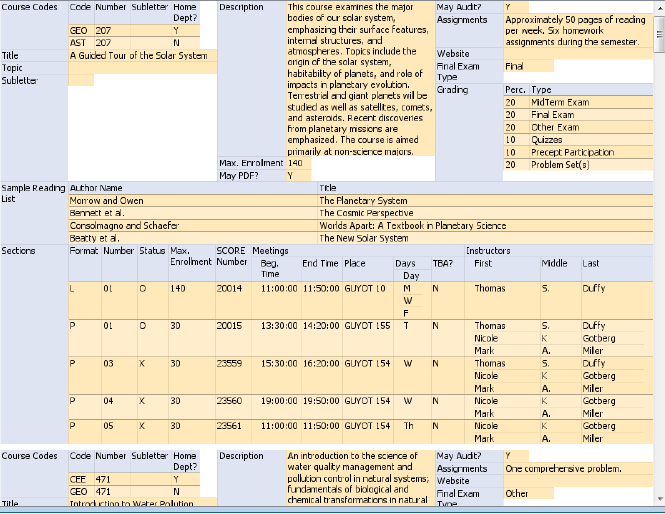 Course Codes Code Number Subletter Home Dept? Description This course examines the major May Audit? Y
GEO 207 Y bodies of our solar system, Assignments Approximately 50 pages of reading
AST 207 N emphasizing their surface features, per week. Six homework
internal structures, and assignments during the semester.
Title A Guided Tour of the Solar System atmospheres. Topics include the Website
Topic origin of the solar system, Final Exam Type Final
Subletter habitability of planets, and role of
impacts in planetary evolution. Grading Perc. Type
Terrestrial and giant planets will be 20 MidTerm Exam
studied as well as satellites, comets, 20 Final Exam
and asteroids. Recent discoveries 20 Other Exam
from planetary missions are 10 Quizzes
emphasized. The course is aimed 10 Precept Participation
primarily at non-science majors. 20 Problem Set(s)
Max. Enrollment 140
May PDF? Y
Sample Reading List Author Name Title
Morrow and Owen The Planetary System
Bennett et al. The Cosmic Perspective
Consolmagno and Schaefer Worlds Apart: A Textbook in Planetary Science
Beatty et al. The New Solar System
Sections Format Number Status Max. Enrollment SCORE Number Meetings Instructors
Beg. Time End Time Place Days TBA? First Middle Last
Day
L 01 O 140 20014 11:00:00 11:50:00 GUYOT 10 M N Thomas S. Duffy
W
F
P 01 O 30 20015 13:30:00 14:20:00 GUYOT 155 T N Thomas S. Duffy
Nicole K Gotberg
Mark A. Miller
P 03 X 30 23559 15:30:00 16:20:00 GUYOT 154 W N Thomas S. Duffy
Nicole K Gotberg
Mark A. Miller
P 04 X 30 23560 19:00:00 19:50:00 GUYOT 154 W N Nicole K Gotberg
Mark A. Miller
P 05 X 30 23561 11:00:00 11:50:00 GUYOT 154 Th N Nicole K Gotberg
Mark A. Miller
Course Codes Code Number Subletter Home Dept? Description An introduction to the science of May Audit? Y
water quality management and Assignments One comprehensive problem.
CEE 471 Y pollution control in natural systems; Website
GEO 471 N fundamentals of biological and Final Exam Type Other
Title Introduction to Water Pollution chemical transformations in natural